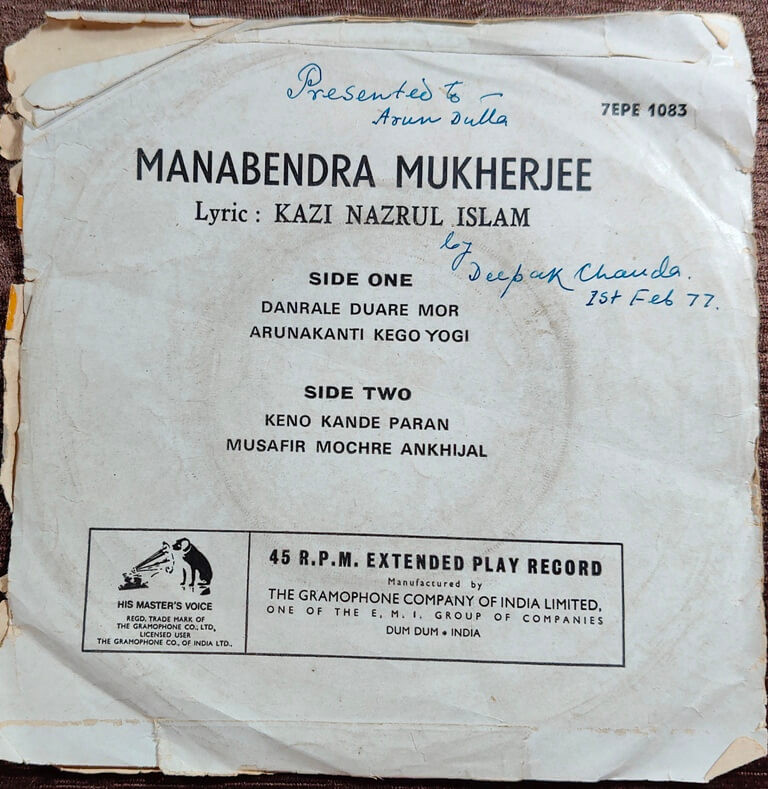 Presented to –
Arun Dutta
7EPE 1083
MANABENDRA MUKHERJEE
Lyric : KAZI NAZRUL ISLAM
by
Deepak Chanda.
1st Feb 77.
SIDE ONE
DANRALE DUARE MOR
ARUNAKANTI KEGO YOGI
SIDE TWO
KENO KANDE PARAN
MUSAFIR MOCHRE ANKHIJAL
HIS MASTER'S VOICE
REGD. TRADE MARK OF
THE GRAMOPHONE CO., LTD,
LICENSED USER
THE GRAMOPHONE CO., OF INDIA LTD.,
45 R.P.M. EXTENDED PLAY RECORD
Manufactured by
THE GRAMOPHONE COMPANY OF INDIA LIMITED,
ONE OF THE E. M. I. GROUP OF COMPANIES
DUM DUM • INDIA